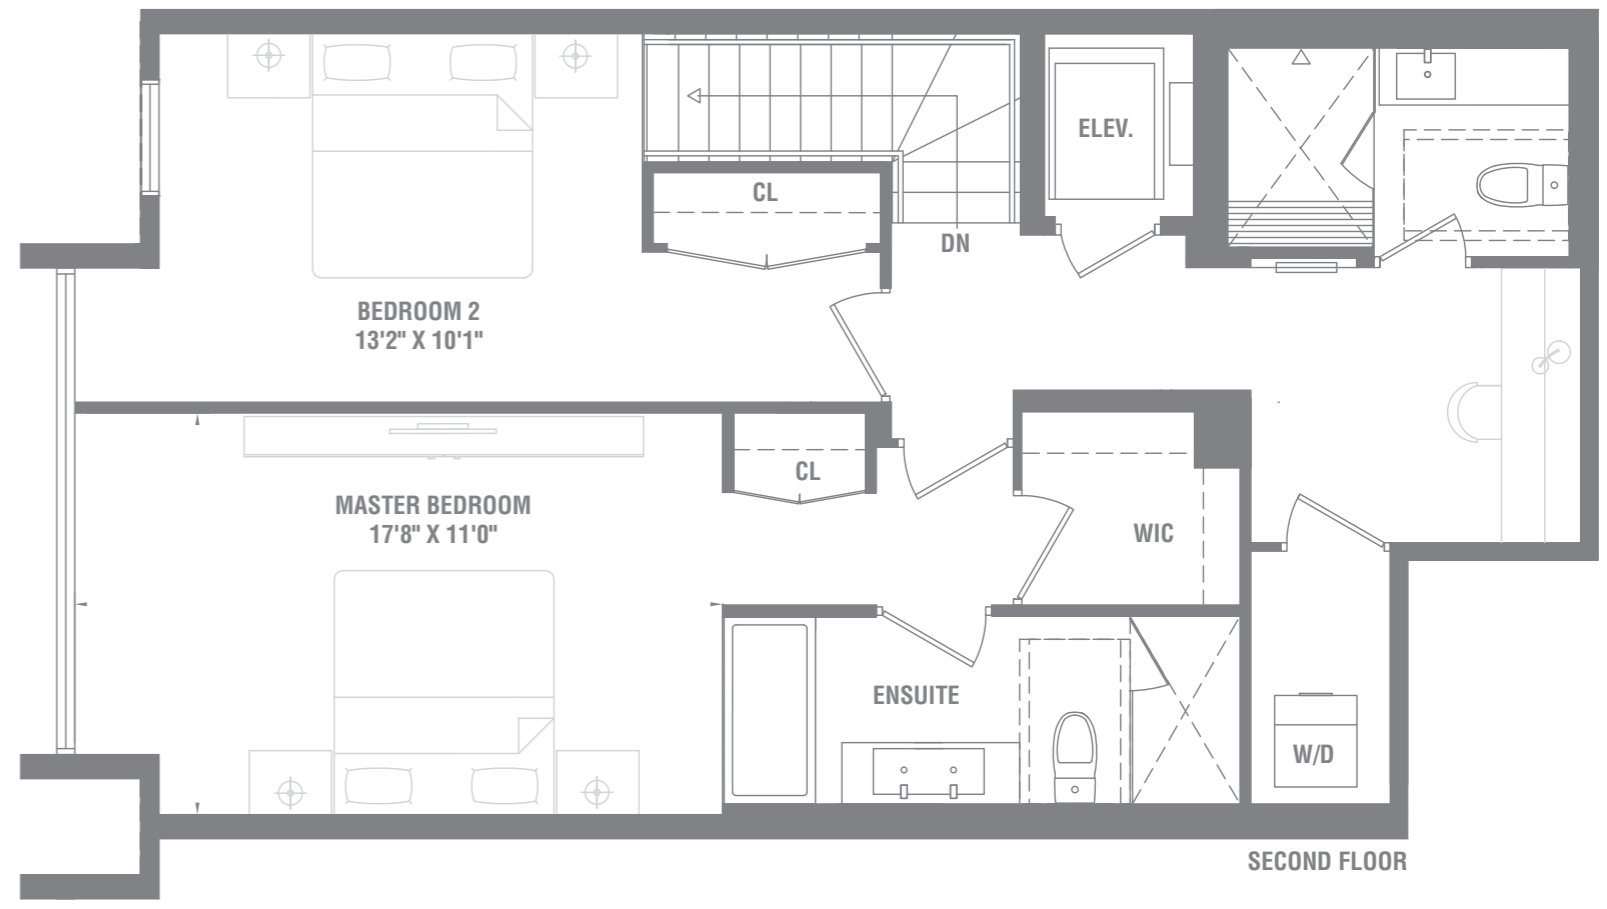 CL
ELEV.
DN
BEDROOM 2
13'2" X 10'1"
CL
MASTER BEDROOM
17'8" X 11'0"
WIC
ENSUITE
W/D
SECOND FLOOR